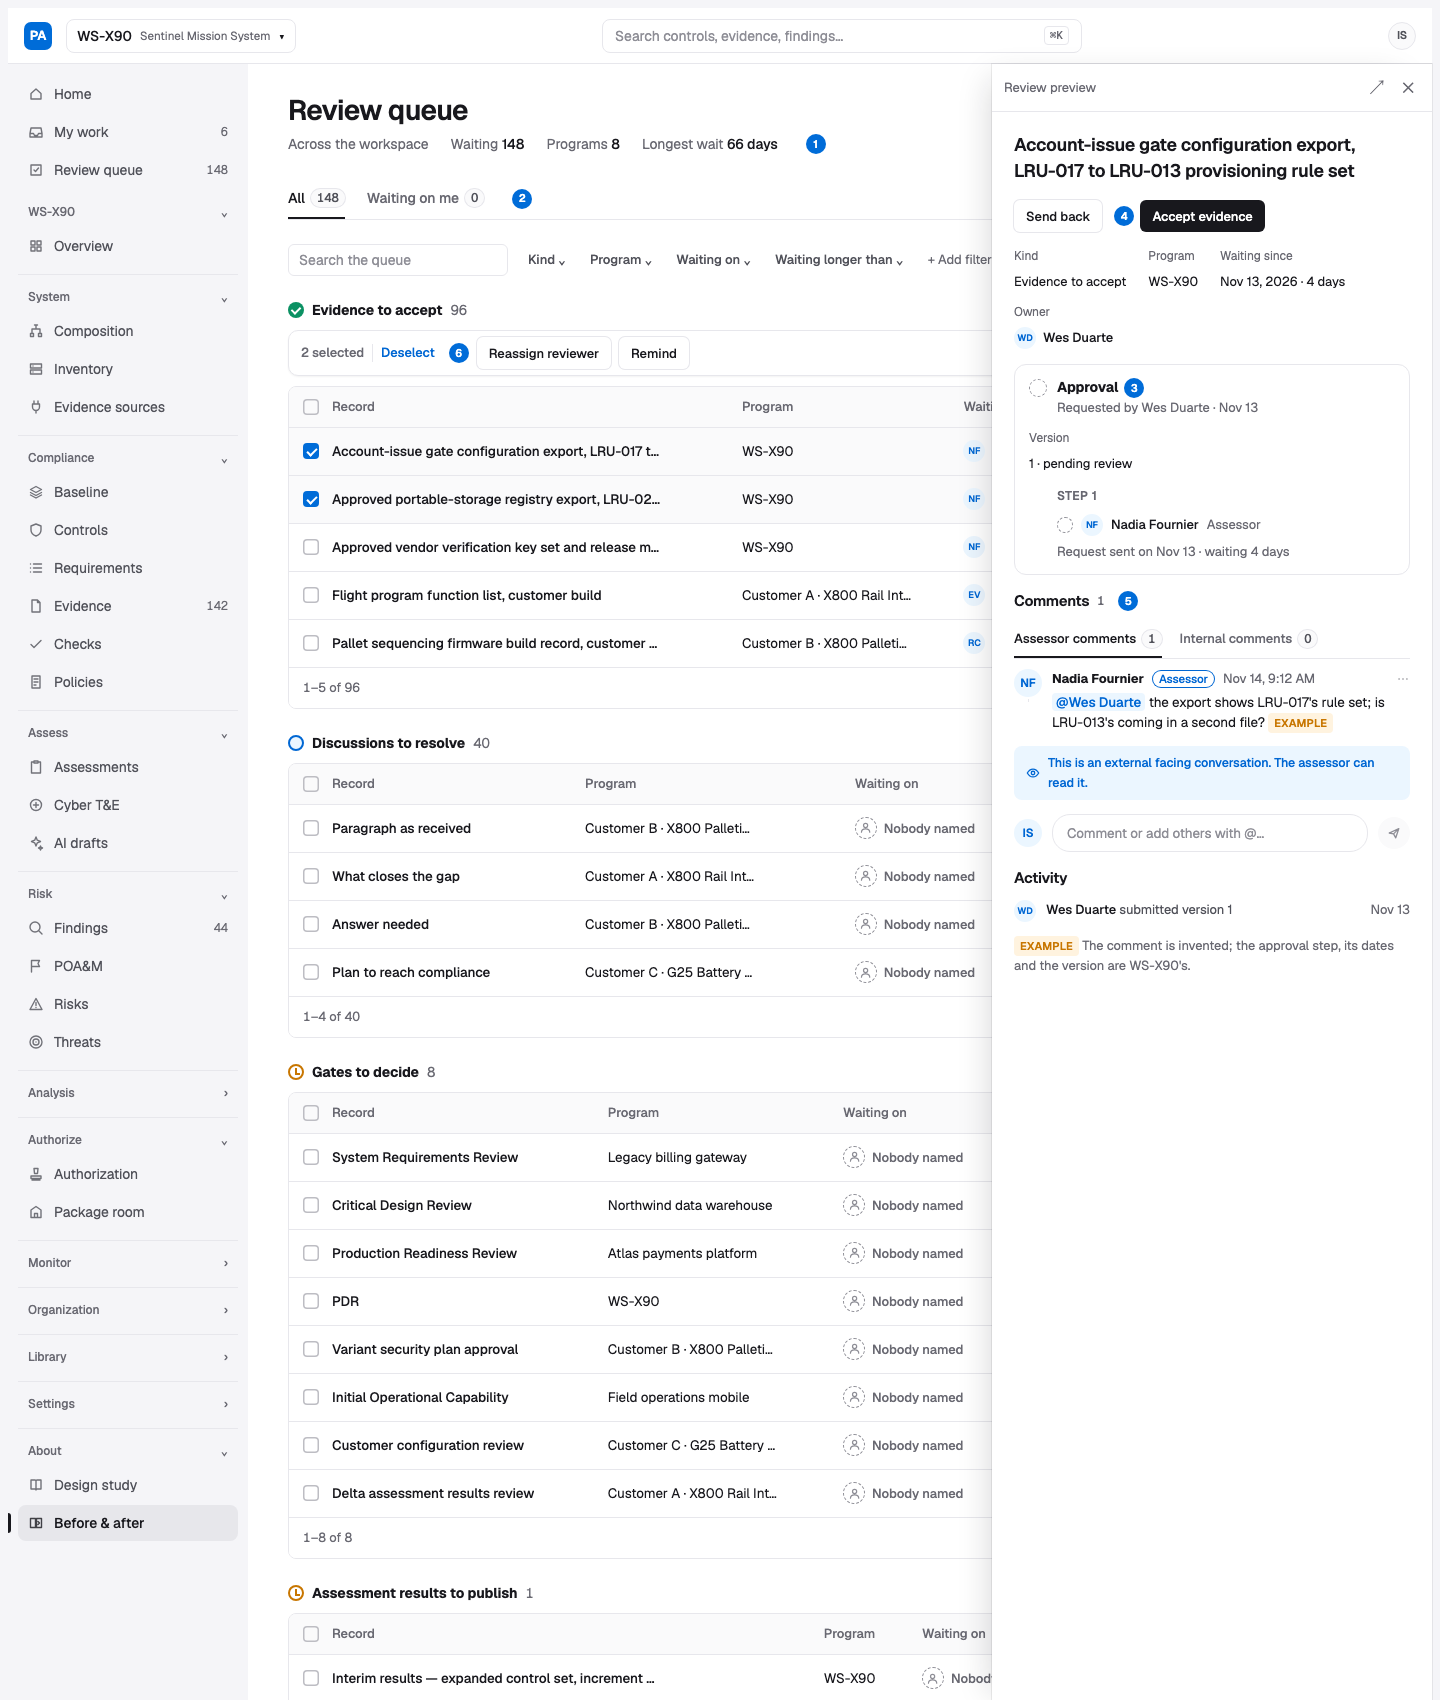 PA
WS-X90 Sentinel Mission System
Search controls, evidence, findings... ⌘K
IS
Home
My work 6
Review queue 148
WS-X90
Overview
System
Composition
Inventory
Evidence sources
Compliance
Baseline
Controls
Requirements
Evidence 142
Checks
Policies
Assess
Assessments
Cyber T&E
AI drafts
Risk
Findings 44
POA&M
Risks
Threats
Analysis
Authorize
Authorization
Package room
Monitor
Organization
Library
Settings
About
Design study
Before & after
Review queue
Across the workspace Waiting 148 Programs 8 Longest wait 66 days 1
All 148 Waiting on me 0 2
Search the queue Kind Program Waiting on Waiting longer than + Add filter
Evidence to accept 96
2 selected Deselect 6 Reassign reviewer Remind
Record Program Waiti
Account-issue gate configuration export, LRU-017 t... WS-X90 NF
Approved portable-storage registry export, LRU-02... WS-X90 NF
Approved vendor verification key set and release m... WS-X90 NF
Flight program function list, customer build Customer A · X800 Rail Int... EV
Pallet sequencing firmware build record, customer ... Customer B · X800 Palleti... RC
1–5 of 96
Discussions to resolve 40
Record Program Waiting on
Paragraph as received Customer B · X800 Palleti... Nobody named
What closes the gap Customer A · X800 Rail Int... Nobody named
Answer needed Customer B · X800 Palleti... Nobody named
Plan to reach compliance Customer C · G25 Battery ... Nobody named
1–4 of 40
Gates to decide 8
Record Program Waiting on
System Requirements Review Legacy billing gateway Nobody named
Critical Design Review Northwind data warehouse Nobody named
Production Readiness Review Atlas payments platform Nobody named
PDR WS-X90 Nobody named
Variant security plan approval Customer B · X800 Palleti... Nobody named
Initial Operational Capability Field operations mobile Nobody named
Customer configuration review Customer C · G25 Battery ... Nobody named
Delta assessment results review Customer A · X800 Rail Int... Nobody named
1–8 of 8
Assessment results to publish 1
Record Program Waiting on
Interim results — expanded control set, increment ... WS-X90 Nobod
Review preview
Account-issue gate configuration export,
LRU-017 to LRU-013 provisioning rule set
Send back 4 Accept evidence
Kind Program Waiting since
Evidence to accept WS-X90 Nov 13, 2026 · 4 days
Owner
WD Wes Duarte
Approval 3
Requested by Wes Duarte · Nov 13
Version
1 · pending review
STEP 1
NF Nadia Fournier Assessor
Request sent on Nov 13 · waiting 4 days
Comments 1 5
Assessor comments 1 Internal comments 0
NF Nadia Fournier Assessor Nov 14, 9:12 AM ...
@Wes Duarte the export shows LRU-017's rule set; is
LRU-013's coming in a second file? EXAMPLE
This is an external facing conversation. The assessor can
read it.
IS Comment or add others with @...
Activity
WD Wes Duarte submitted version 1 Nov 13
EXAMPLE The comment is invented; the approval step, its dates
and the version are WS-X90's.